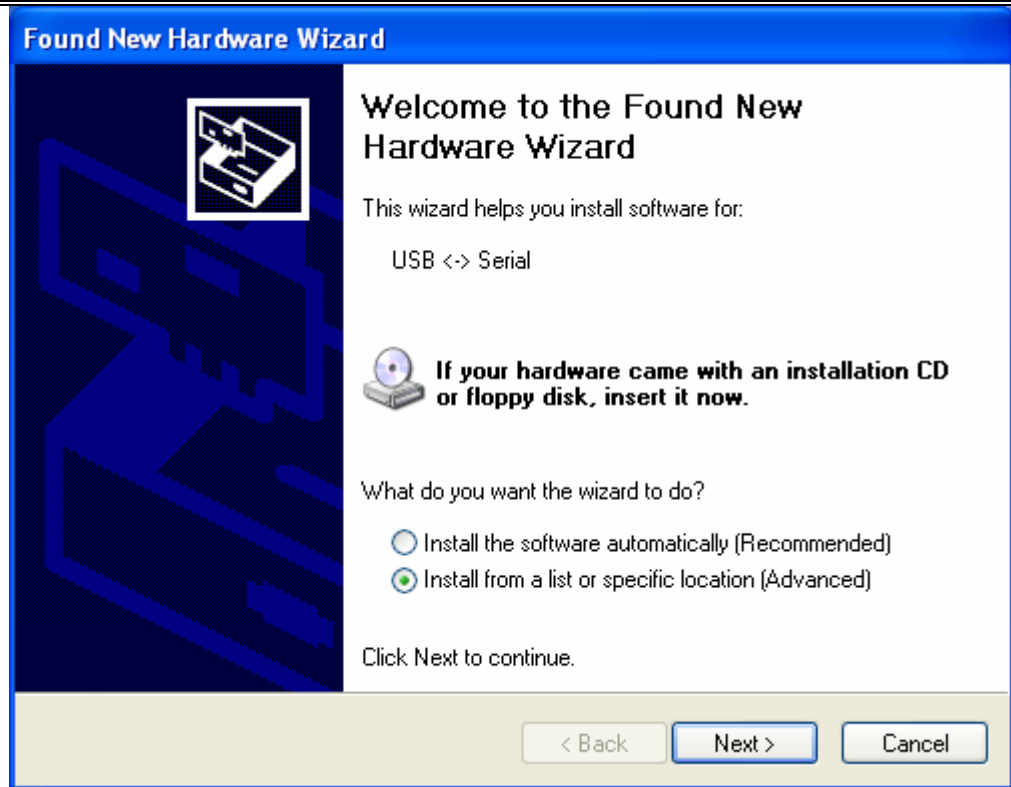 Found New Hardware Wizard
Welcome to the Found New
Hardware Wizard
This wizard helps you install software for:
USB <-> Serial
If your hardware came with an installation CD
or floppy disk, insert it now.
What do you want the wizard to do?
Install the software automatically (Recommended)
Install from a list or specific location (Advanced)
Click Next to continue.
< Back Next > Cancel